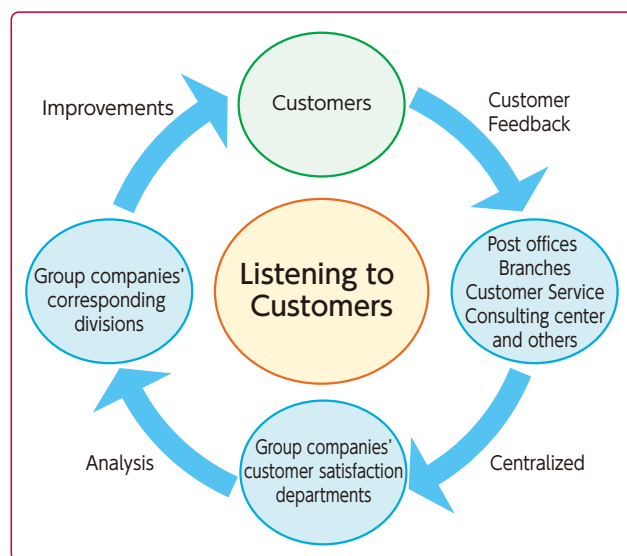 Customers
Customer
Feedback
Post offices
Branches
Customer Service
Consulting center
and others
Centralized
Group companies’
customer satisfaction
departments
Analysis
Group companies’
corresponding
divisions
Improvements
Listening to
Customers